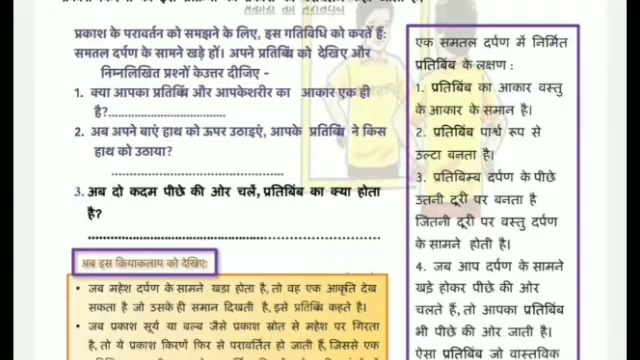 प्रकाश का परावर्तन
प्रकाश के परावर्तन को समझने के लिए, इस गतिविधि को करते हैं:
समतल दर्पण के सामने खड़े हों। अपने प्रतिबिंब को देखिए और
निम्नलिखित प्रश्नों केउत्तर दीजिए -
1. क्या आपका प्रतिबिंब और आपकेशरीर का आकार एक ही
है?..............................
2. अब अपने बाएं हाथ को ऊपर उठाइएं, आपके प्रतिबिंब ने किस
हाथ को उठाया?
..............................
3. अब दो कदम पीछे की ओर चलें, प्रतिबिंब का क्या होता
है?
............................................................
अब इस क्रियाकलाप को देखिए:
• जब महेश दर्पण के सामने खड़ा होता है, तो वह एक आकृति देख
सकता है जो उसके ही समान दिखती है, इसे प्रतिबिंब कहते है।
• जब प्रकाश सूर्य या बल्ब जैसे प्रकाश स्रोत से महेश पर गिरता
है, तो ये प्रकाश किरणें फिर से परावर्तित हो जाती हैं, जिससे एक
एक समतल दर्पण में निर्मित
प्रतिबिंब के लक्षण :
1. प्रतिबिंब का आकार वस्तु
के आकार के समान है।
2. प्रतिबिंब पार्श्व रूप से
उल्टा बनता है।
3. प्रतिबिम्ब दर्पण के पीछे
उतनी दूरी पर बनता है
जितनी दूरी पर वस्तु दर्पण
के सामने होती है।
4. जब आप दर्पण के सामने
खड़े होकर पीछे की ओर
चलते हैं, तो आपका प्रतिबिंब
भी पीछे की ओर जाती है।
ऐसा प्रतिबिंब जो वास्तविक